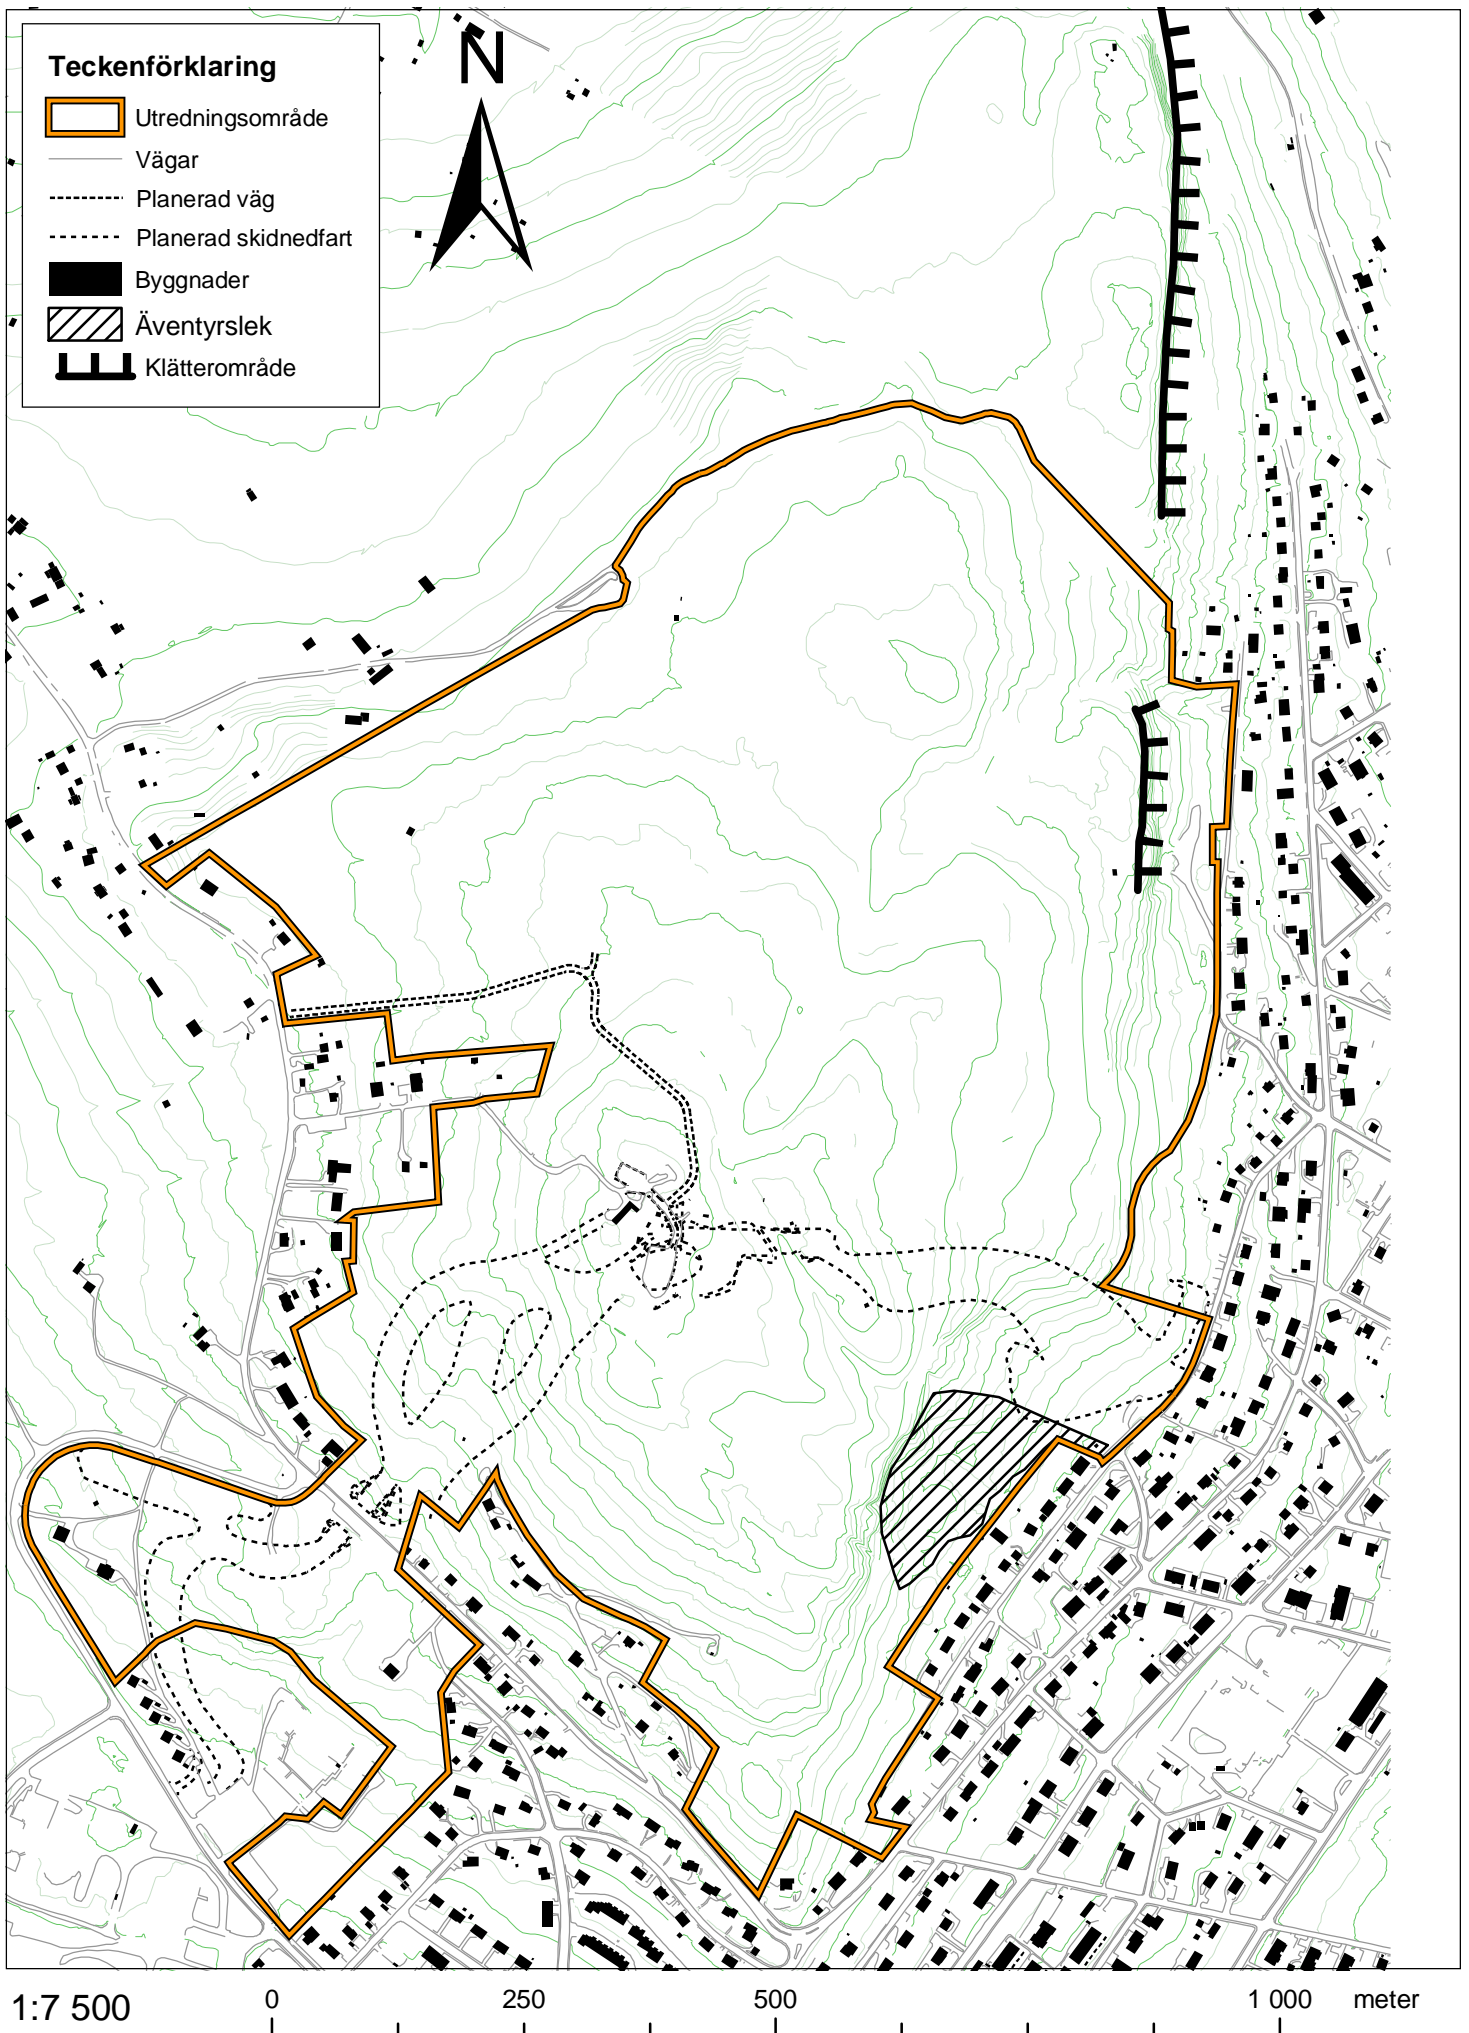 Teckenförklaring
Utredningsområde
Vägar
Planerad väg
Planerad skidnedfart
Byggnader
Äventyrslek
Klätterområde
N
1:7 500
0 250 500 1 000 meter